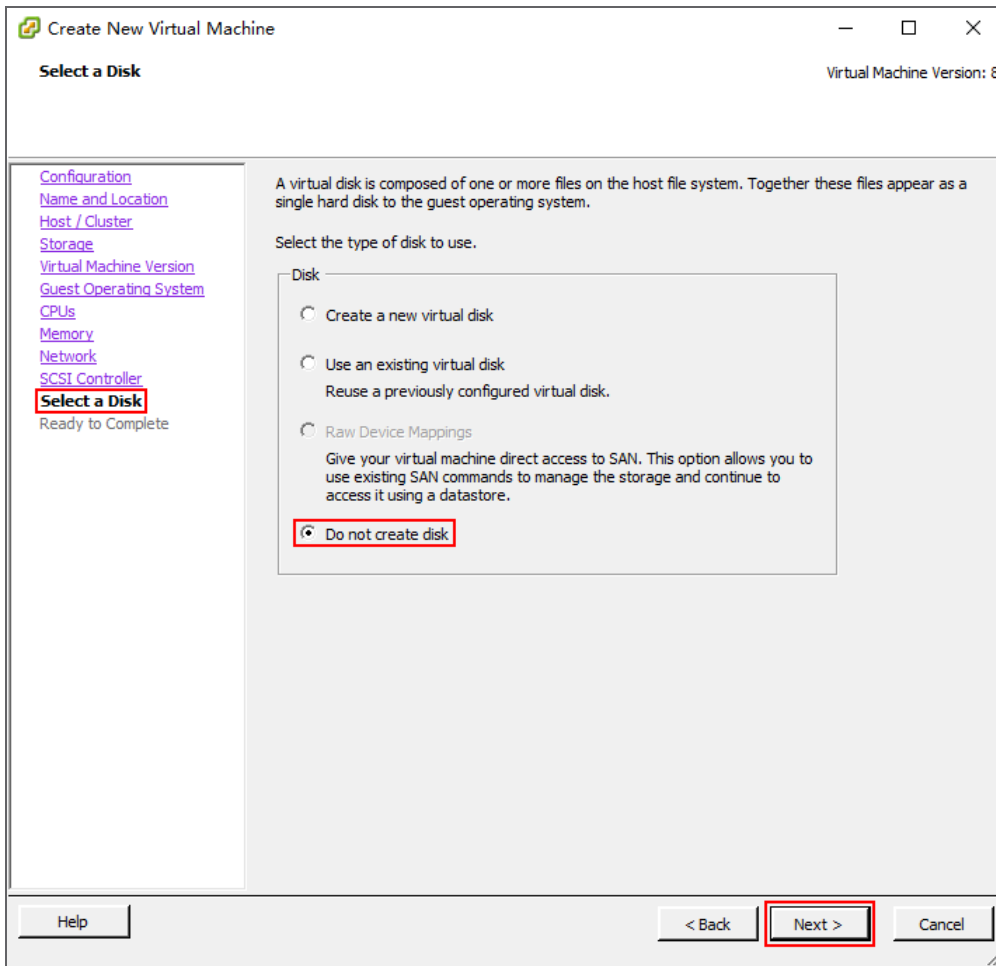 Create New Virtual Machine
Select a Disk
Virtual Machine Version: 8
Configuration
Name and Location
Host / Cluster
Storage
Virtual Machine Version
Guest Operating System
CPUs
Memory
Network
SCSI Controller
Select a Disk
Ready to Complete
A virtual disk is composed of one or more files on the host file system. Together these files appear as a
single hard disk to the guest operating system.
Select the type of disk to use.
Disk
Create a new virtual disk
Use an existing virtual disk
Reuse a previously configured virtual disk.
Raw Device Mappings
Give your virtual machine direct access to SAN. This option allows you to
use existing SAN commands to manage the storage and continue to
access it using a datastore.
Do not create disk
Help
< Back
Next >
Cancel